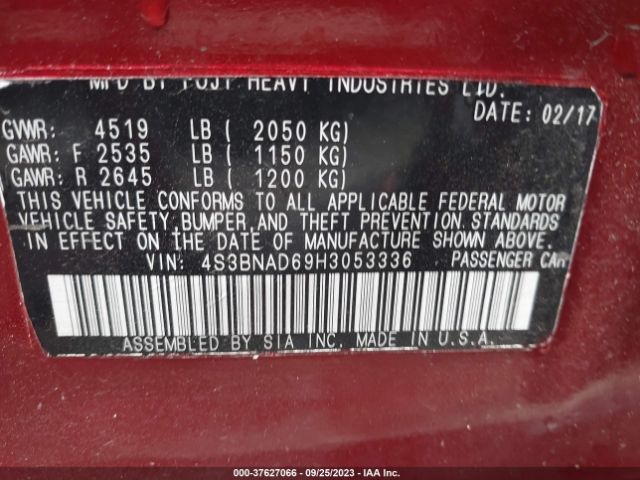 MFD BY FUJI HEAVY INDUSTRIES LTD.
DATE: 02/17
GVWR: 4519 LB ( 2050 KG)
GAWR: F 2535 LB ( 1150 KG)
GAWR: R 2645 LB ( 1200 KG)
THIS VEHICLE CONFORMS TO ALL APPLICABLE FEDERAL MOTOR
VEHICLE SAFETY, BUMPER, AND THEFT PREVENTION STANDARDS
IN EFFECT ON THE DATE OF MANUFACTURE SHOWN ABOVE.
VIN: 4S3BNAD69H3053336 PASSENGER CAR
ASSEMBLED BY SIA INC. MADE IN U.S.A.
000-37627066 - 09/25/2023 - IAA Inc.